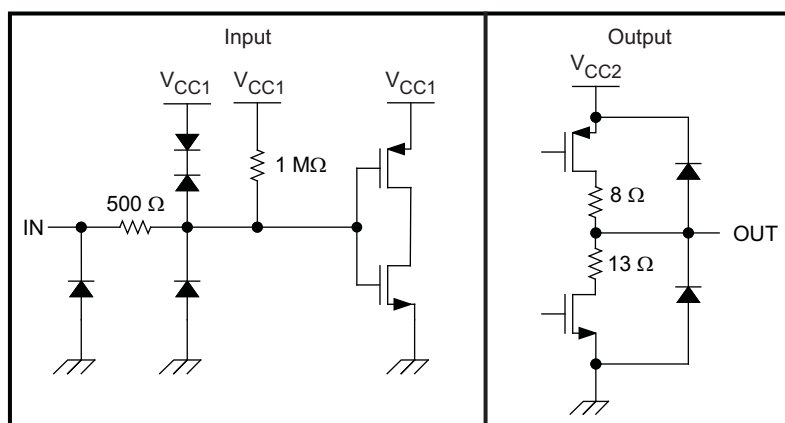 Input
VCC1
VCC1
VCC1
1 MΩ
500 Ω
IN
Output
VCC2
8 Ω
OUT
13 Ω